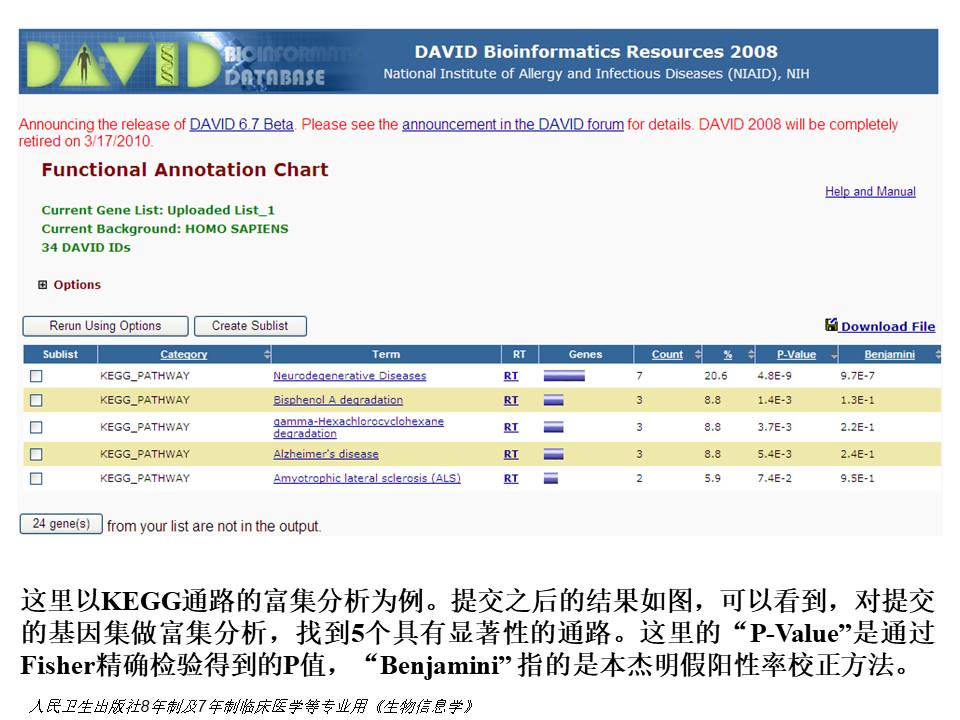 DAVID BIOINFORMATICS DATABASE
DAVID Bioinformatics Resources 2008
National Institute of Allergy and Infectious Diseases (NIAID), NIH
Announcing the release of DAVID 6.7 Beta. Please see the announcement in the DAVID forum for details. DAVID 2008 will be completely
retired on 3/17/2010.
Functional Annotation Chart
Help and Manual
Current Gene List: Uploaded List_1
Current Background: HOMO SAPIENS
34 DAVID IDs
Options
Rerun Using Options Create Sublist Download File
Sublist Category Term RT Genes Count % P-Value Benjamini
KEGG_PATHWAY Neurodegenerative Diseases RT 7 20.6 4.8E-9 9.7E-7
KEGG_PATHWAY Bisphenol A degradation RT 3 8.8 1.4E-3 1.3E-1
KEGG_PATHWAY gamma-Hexachlorocyclohexane RT 3 8.8 3.7E-3 2.2E-1
degradation
KEGG_PATHWAY Alzheimer's disease RT 3 8.8 5.4E-3 2.4E-1
KEGG_PATHWAY Amyotrophic lateral sclerosis (ALS) RT 2 5.9 7.4E-2 9.5E-1
24 gene(s) from your list are not in the output.
这里以KEGG通路的富集分析为例。提交之后的结果如图，可以看到，对提交
的基因集做富集分析，找到5个具有显著性的通路。这里的“P-Value”是通过
Fisher精确检验得到的P值，“Benjamini” 指的是本杰明假阳性率校正方法。
人民卫生出版社8年制及7年制临床医学等专业用《生物信息学》